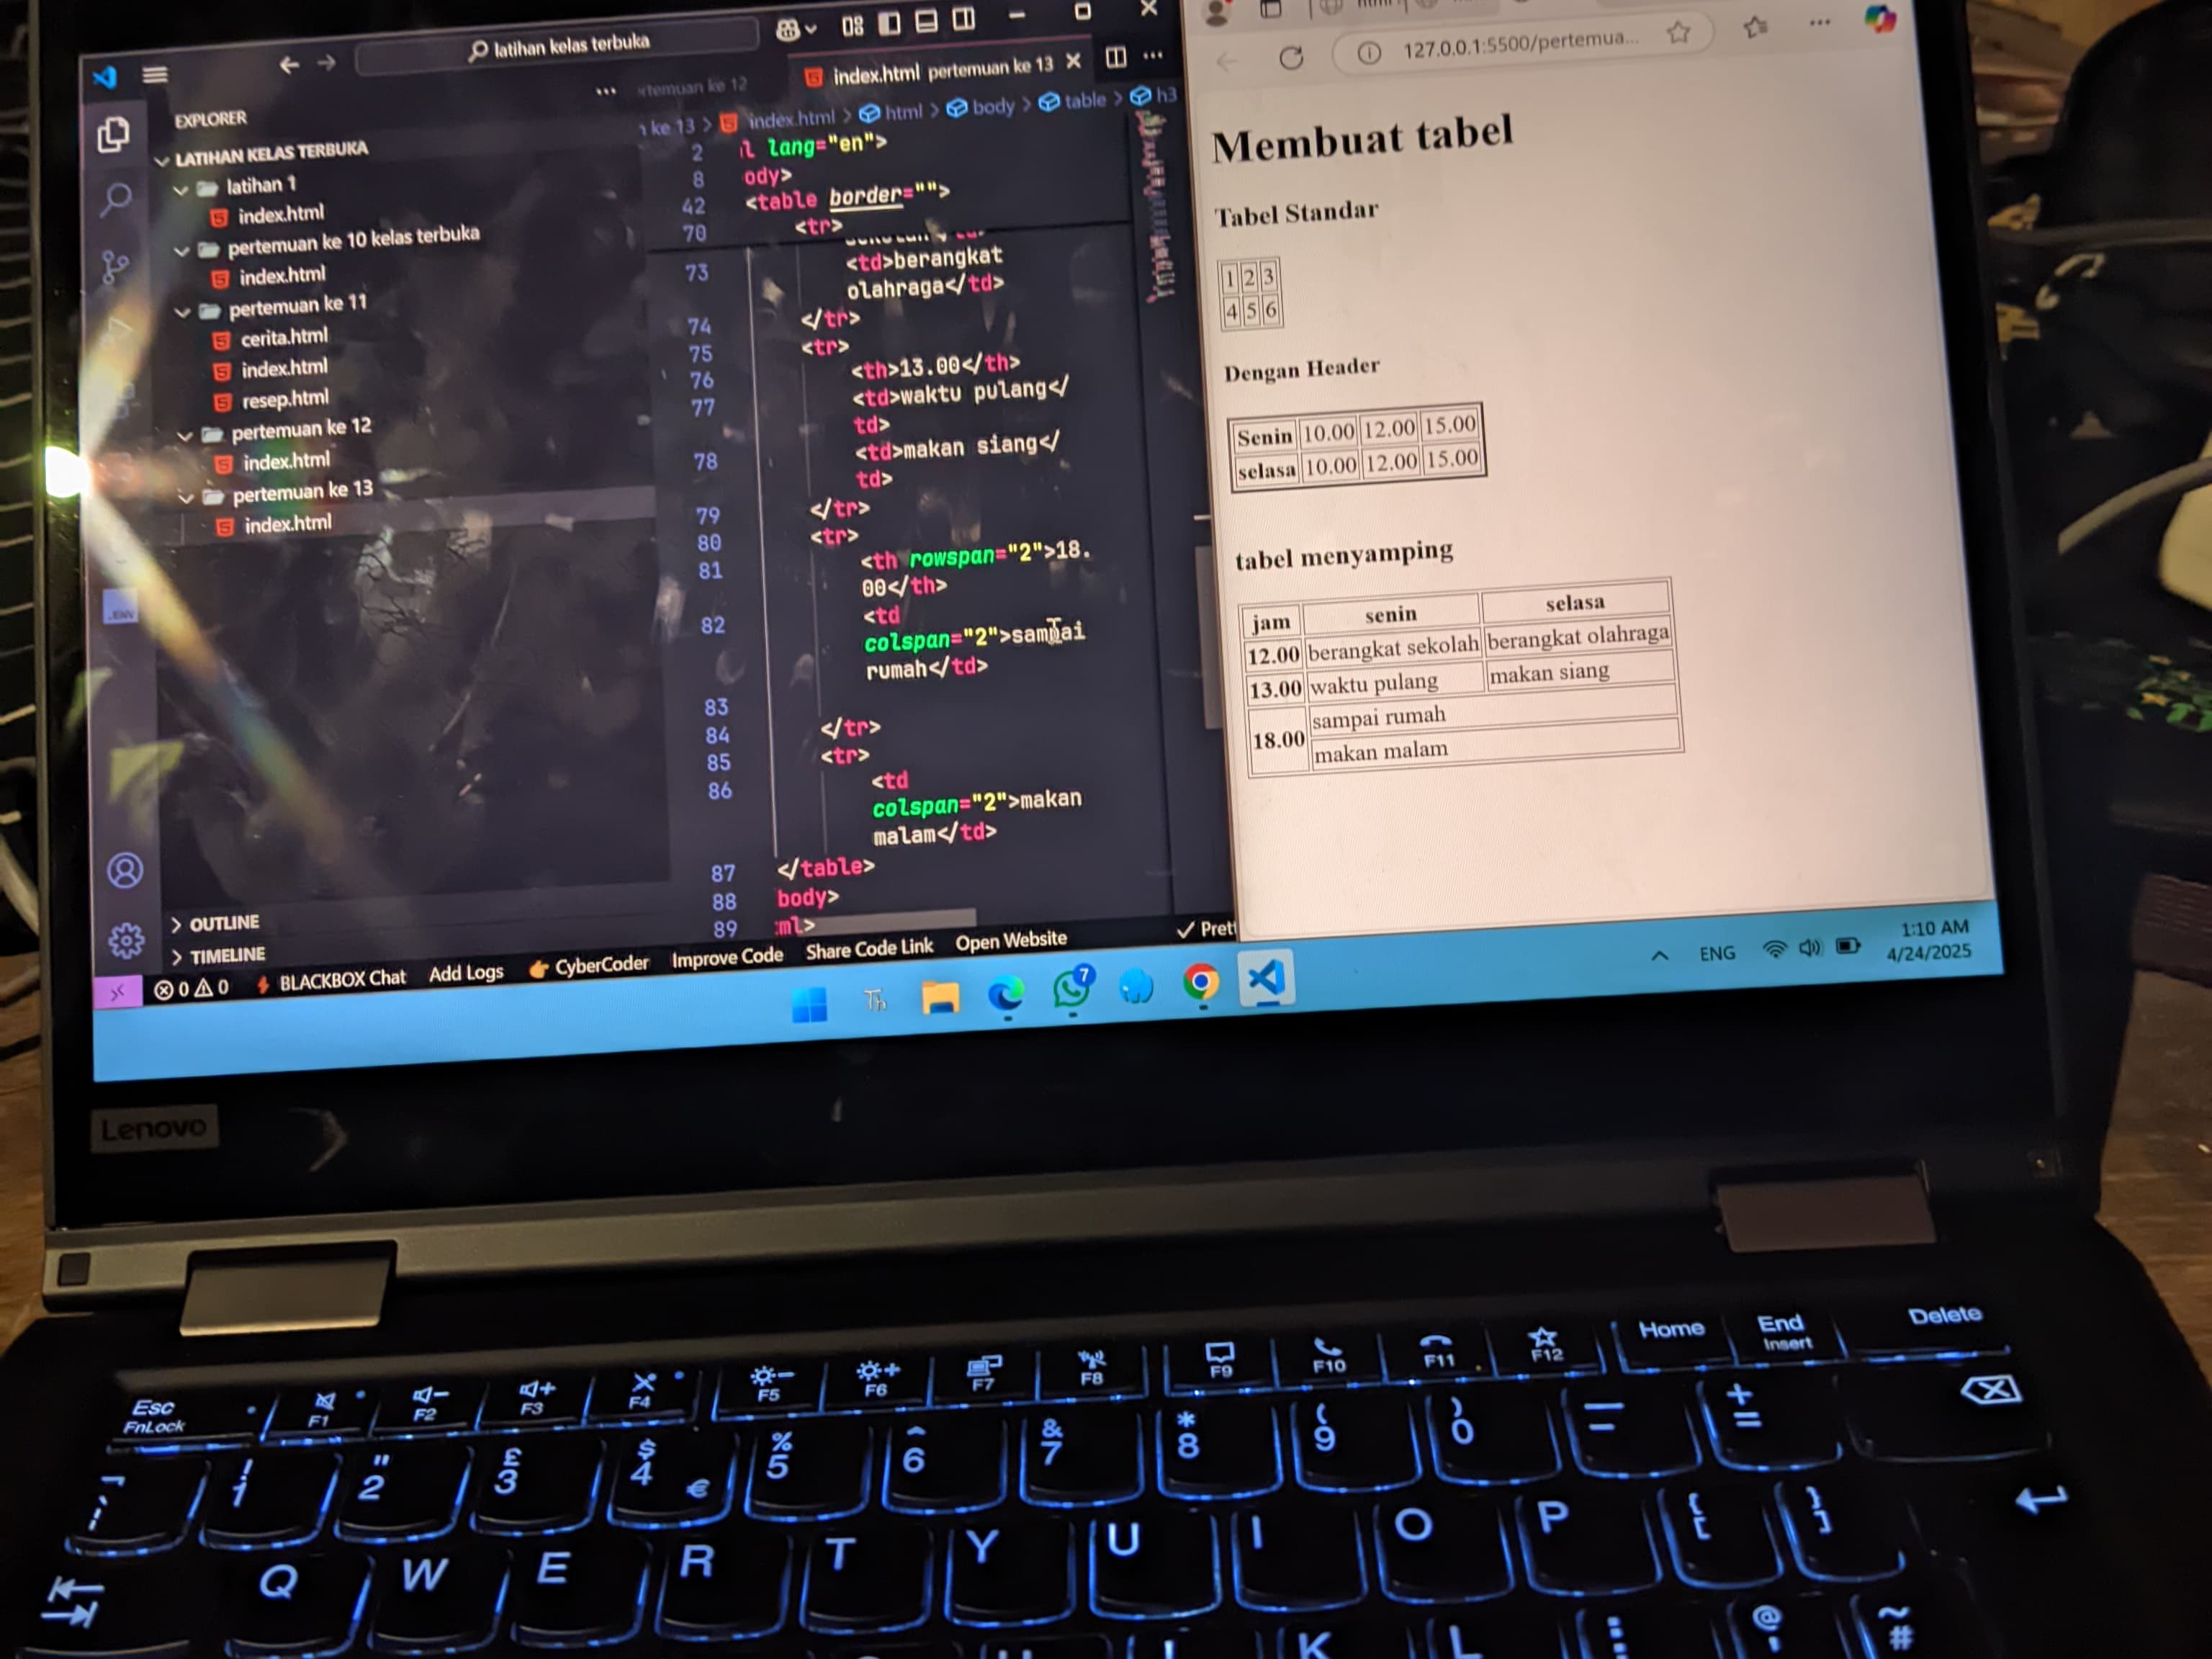 latihan kelas terbuka
EXPLORER
LATIHAN KELAS TERBUKA
latihan 1
index.html
pertemuan ke 10 kelas terbuka
index.html
pertemuan ke 11
cerita.html
index.html
resep.html
pertemuan ke 12
index.html
pertemuan ke 13
index.html
OUTLINE
TIMELINE
rtemuan ke 12
index.html pertemuan ke 13
ke 13 > index.html > html > body > table > h3
2 l lang="en">
8 ody>
42 <table border="">
70 <tr>
73 <td>berangkat
olahraga</td>
74 </tr>
75 <tr>
76 <th>13.00</th>
77 <td>waktu pulang</
td>
78 <td>makan siang</
td>
79 </tr>
80 <tr>
81 <th rowspan="2">18.
00</th>
82 <td
colspan="2">sampai
rumah</td>
83
84 </tr>
85 <tr>
86 <td
colspan="2">makan
malam</td>
87 </table>
88 body>
89 ml>
0 0 BLACKBOX Chat Add Logs CyberCoder Improve Code Share Code Link Open Website Prett
127.0.0.1:5500/pertemua...
Membuat tabel
Tabel Standar
1 2 3
4 5 6
Dengan Header
Senin 10.00 12.00 15.00
selasa 10.00 12.00 15.00
tabel menyamping
jam senin selasa
12.00 berangkat sekolah berangkat olahraga
13.00 waktu pulang makan siang
18.00 sampai rumah
makan malam
7
ENG
1:10 AM
4/24/2025
Lenovo
Esc
FnLock
F1 F2 F3 F4 F5 F6 F7 F8 F9 F10 F11 F12
Home
End
Insert
Delete
! 1 " 2 £ 3 $ 4 € % 5 ^ 6 & 7 * 8 ( 9 ) 0 _ - + =
Q W E R T Y U I O P { [ } ]
K L : ; @ ' ~ #